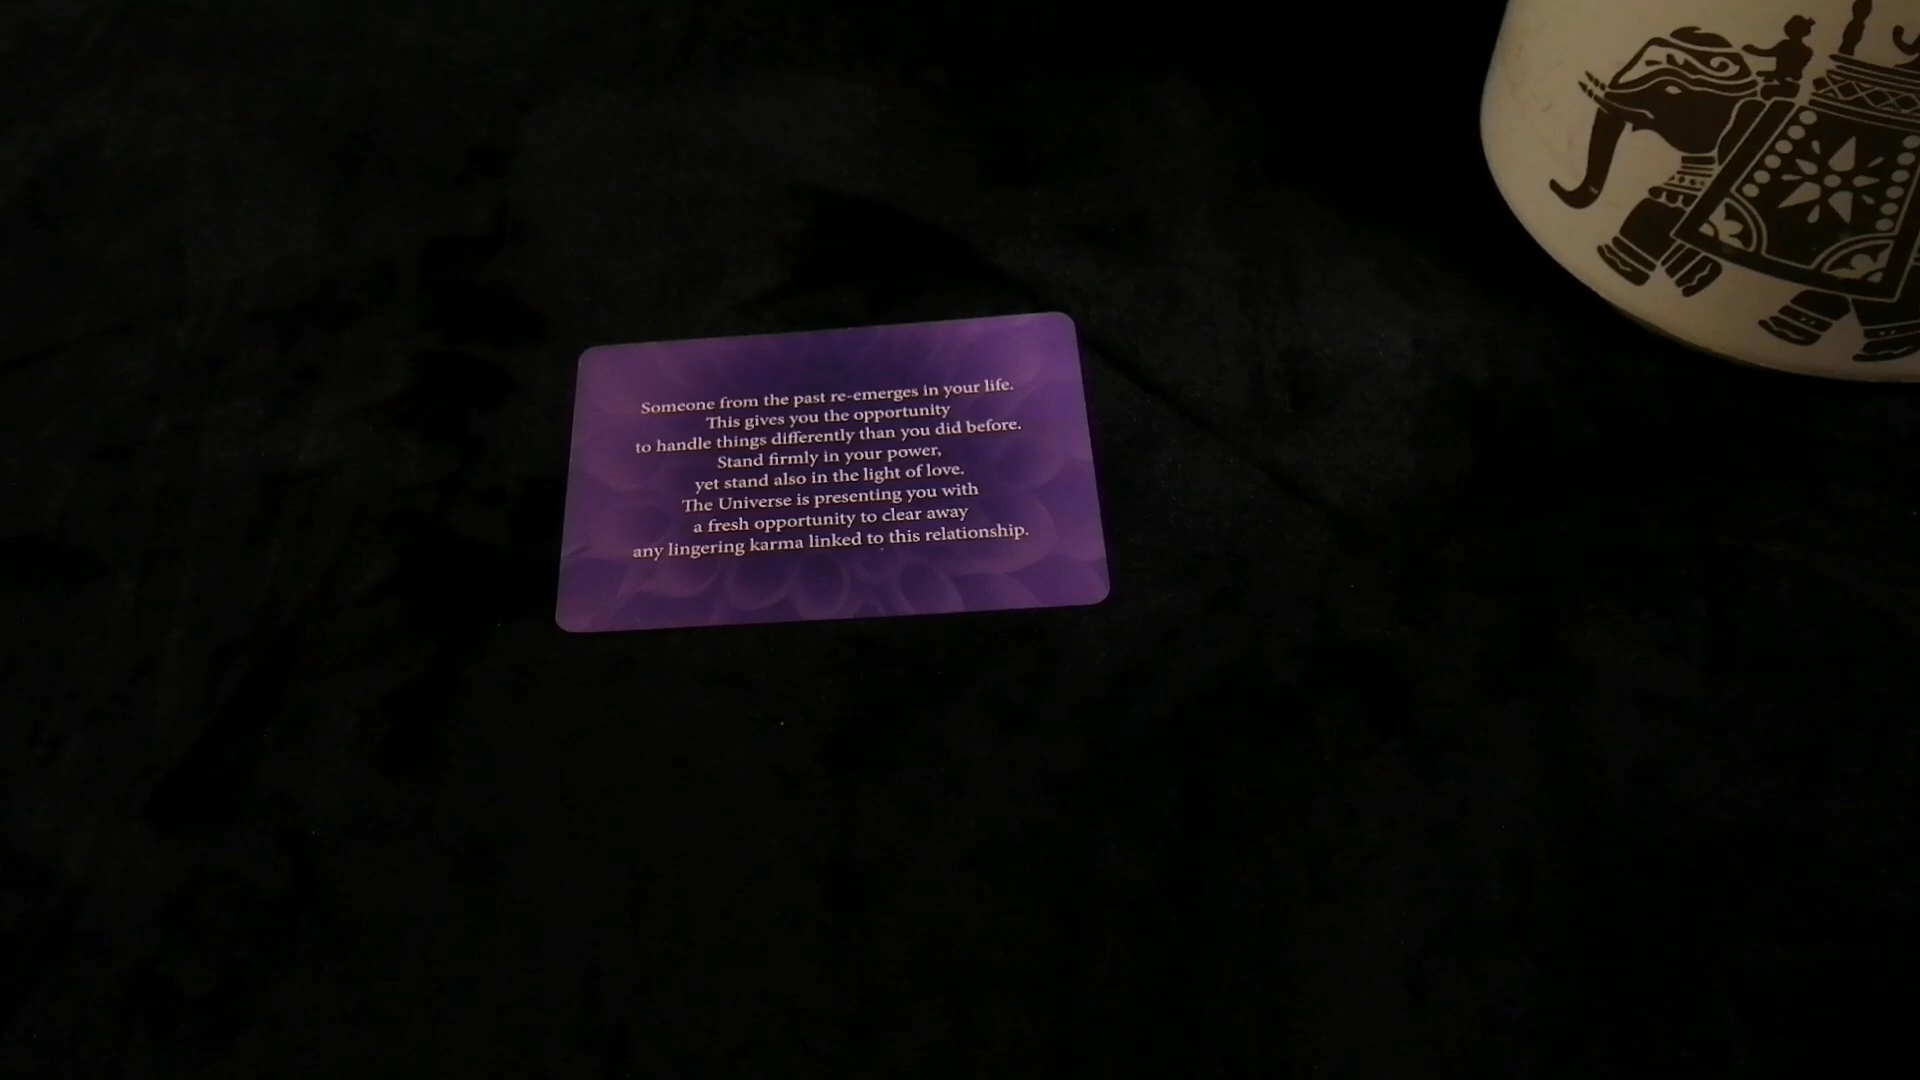 Someone from the past re-emerges in your life.
This gives you the opportunity
to handle things differently than you did before.
Stand firmly in your power,
yet stand also in the light of love.
The Universe is presenting you with
a fresh opportunity to clear away
any lingering karma linked to this relationship.